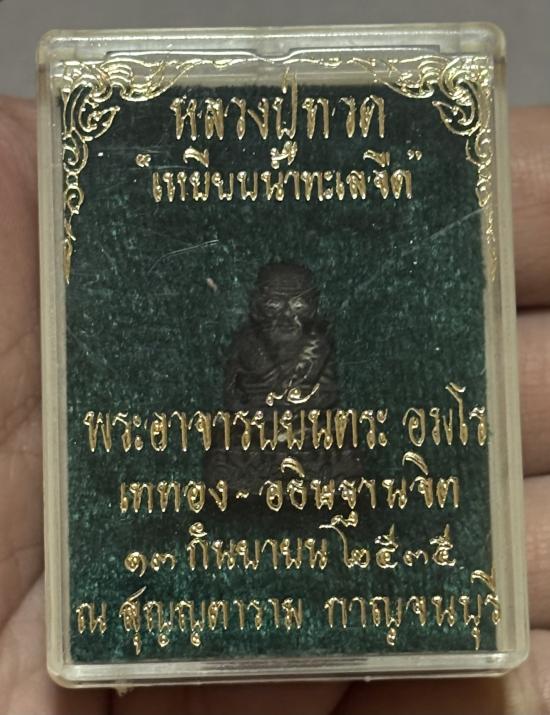 หลวงปู่ทวด
"เหยียบน้ำทะเลจืด"
พระอาจารย์ยันตระ อมโร
เททอง - อธิษฐานจิต
๑๓ กันยายน ๒๕๓๕
ณ สุญญตาราม กาญจนบุรี